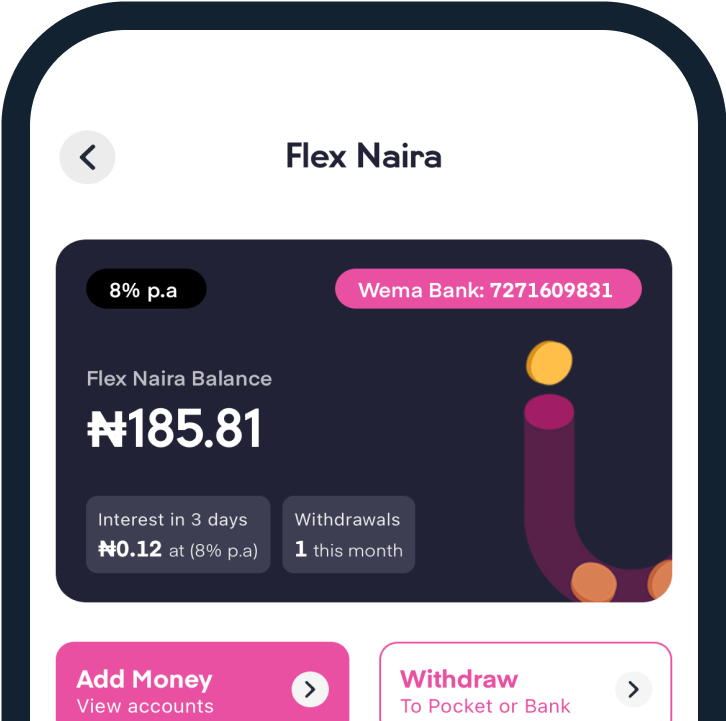 Flex Naira
8% p.a
Wema Bank: 7271609831
Flex Naira Balance
₦185.81
Interest in 3 days
₦0.12 at (8% p.a)
Withdrawals
1 this month
Add Money
View accounts
Withdraw
To Pocket or Bank